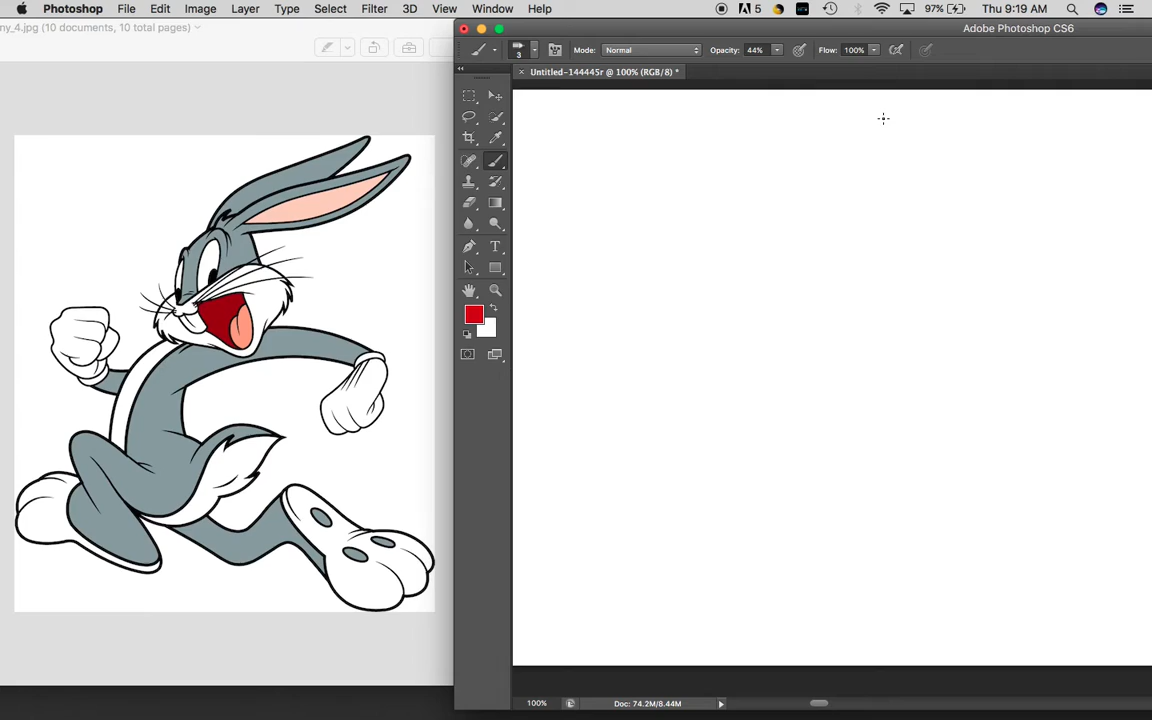 Photoshop File Edit Image Layer Type Select Filter 3D View Window Help 5 97% Thu 9:19 AM
ny_4.jpg (10 documents, 10 total pages)
Adobe Photoshop CS6
3 Mode: Normal Opacity: 44% Flow: 100%
Untitled-144445r @ 100% (RGB/8) *
T
100% Doc: 74.2M/8.44M